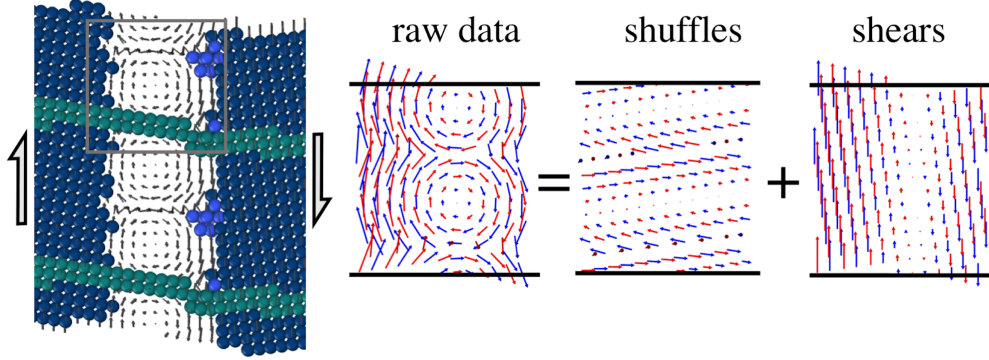 raw data
shuffles
shears
=
+